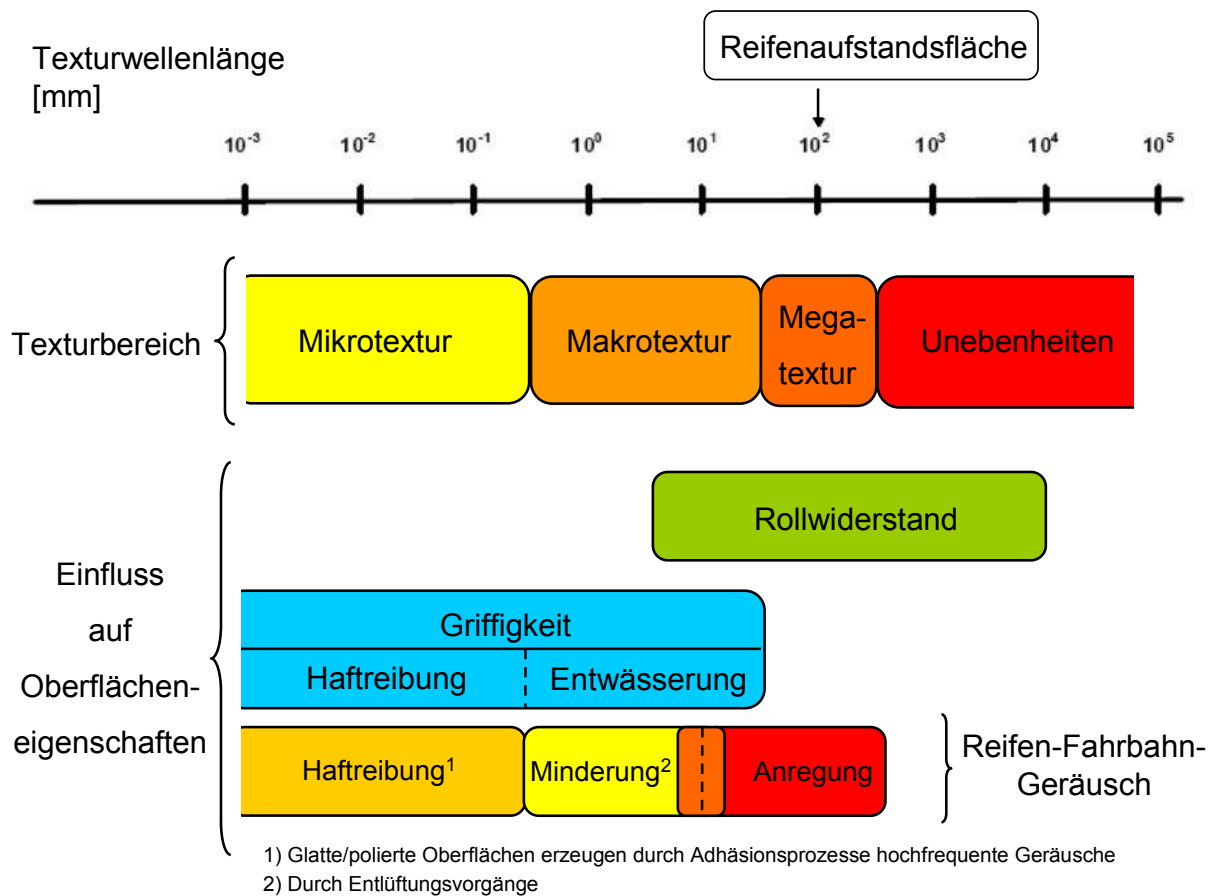 Texturwellenlänge
[mm]
Reifenaufstandsfläche
10⁻³ 10⁻² 10⁻¹ 10⁰ 10¹ 10² 10³ 10⁴ 10⁵
Texturbereich
Mikrotextur
Makrotextur
Mega-
textur
Unebenheiten
Einfluss
auf
Oberflächen-
eigenschaften
Rollwiderstand
Griffigkeit
Haftreibung
Entwässerung
Haftreibung¹
Minderung²
Anregung
Reifen-Fahrbahn-
Geräusch
1) Glatte/polierte Oberflächen erzeugen durch Adhäsionsprozesse hochfrequente Geräusche
2) Durch Entlüftungsvorgänge